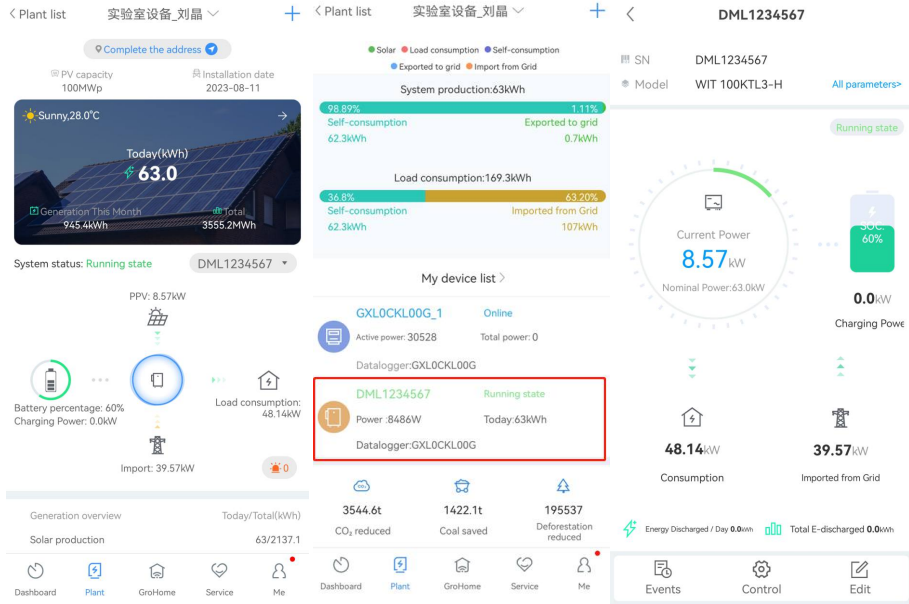 Plant list
实验室设备_刘晶
Complete the address
PV capacity
100MWp
Installation date
2023-08-11
Sunny,28.0°C
Today(kWh)
63.0
Generation This Month
945.4kWh
Total
3555.2MWh
System status: Running state
DML1234567
PPV: 8.57kW
Battery percentage: 60%
Charging Power: 0.0kW
Load consumption:
48.14kW
Import: 39.57kW
0
Generation overview
Today/Total(kWh)
Solar production
63/2137.1
Dashboard
Plant
GroHome
Service
Me
Plant list
实验室设备_刘晶
Solar
Load consumption
Self-consumption
Exported to grid
Import from Grid
System production:63kWh
98.89%
1.11%
Self-consumption
Exported to grid
62.3kWh
0.7kWh
Load consumption:169.3kWh
36.8%
63.20%
Self-consumption
Imported from Grid
62.3kWh
107kWh
My device list
GXL0CKL00G_1
Online
Active power: 30528
Total power: 0
Datalogger:GXL0CKL00G
DML1234567
Running state
Power :8486W
Today:63kWh
Datalogger:GXL0CKL00G
CO₂
3544.6t
1422.1t
195537
CO₂ reduced
Coal saved
Deforestation
reduced
Dashboard
Plant
GroHome
Service
Me
DML1234567
SN
DML1234567
Model
WIT 100KTL3-H
All parameters>
Running state
Current Power
8.57kW
Nominal Power:63.0kW
SOC:
60%
0.0kW
Charging Powe
48.14kW
Consumption
39.57kW
Imported from Grid
Energy Discharged / Day 0.0kWh
Total E-discharged 0.0kWh
Events
Control
Edit